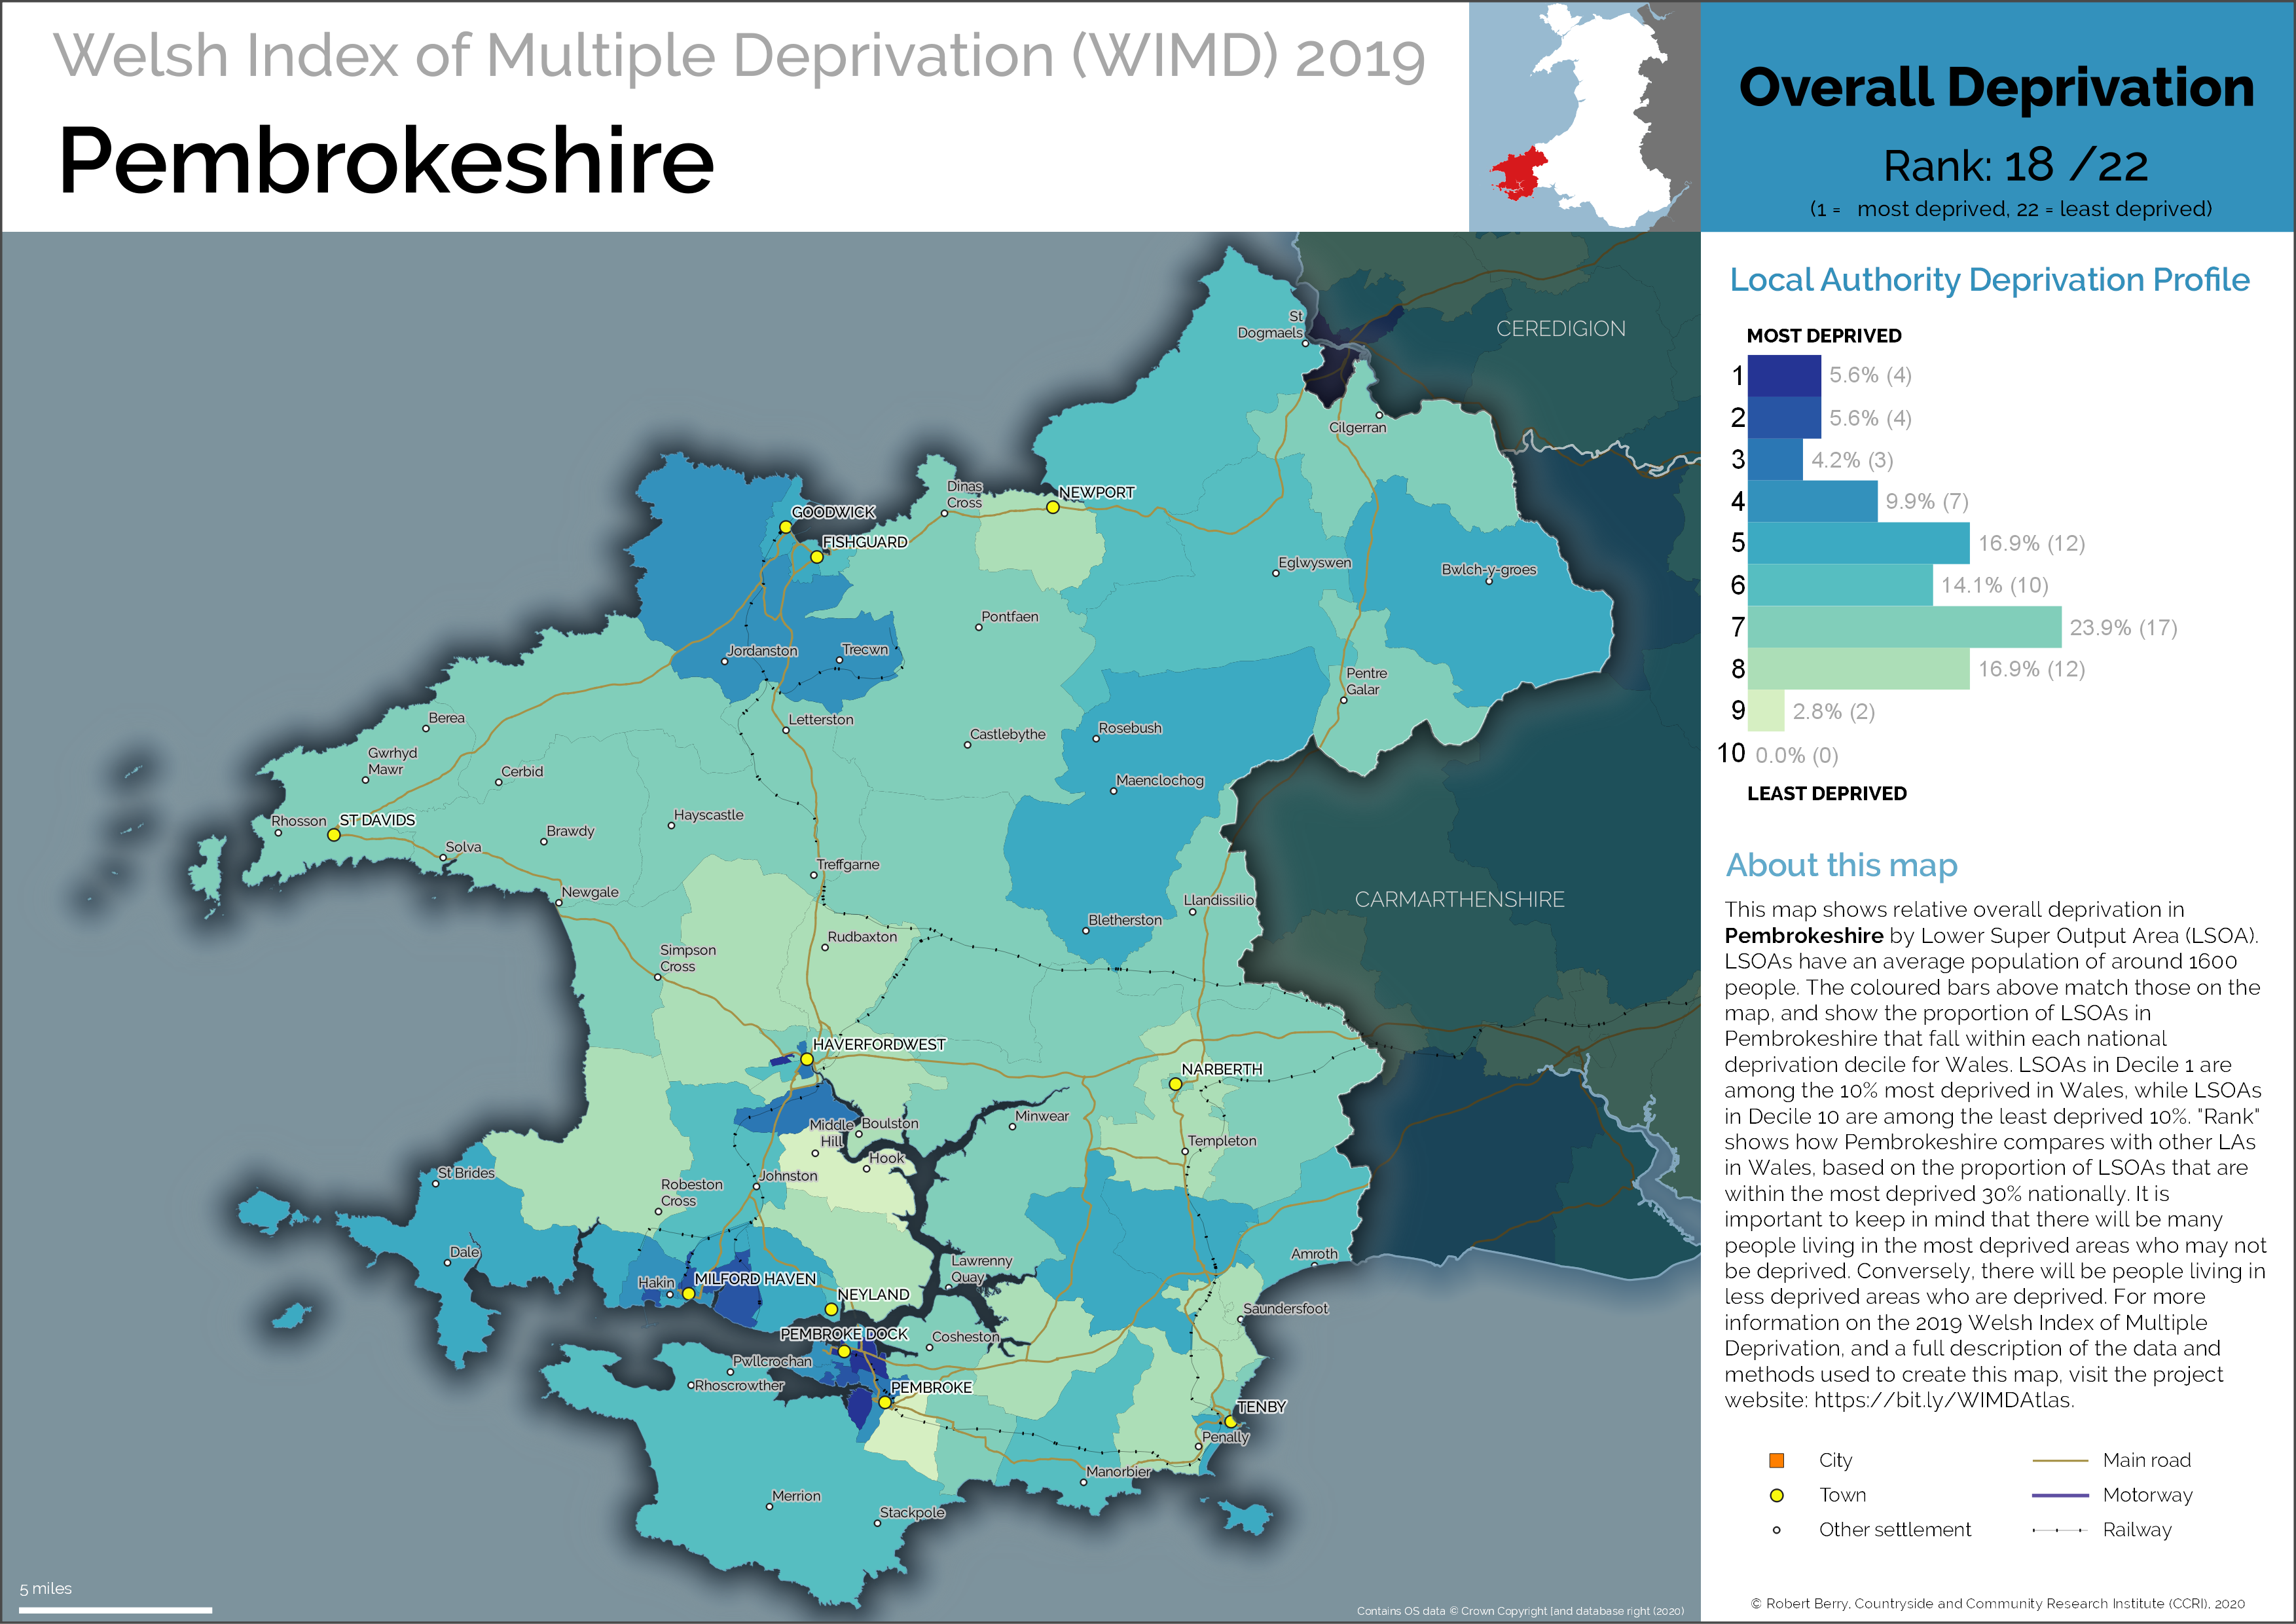 Welsh Index of Multiple Deprivation (WIMD) 2019
Pembrokeshire
Overall Deprivation
Rank: 18 /22
(1 = most deprived, 22 = least deprived)
Local Authority Deprivation Profile
MOST DEPRIVED
1 5.6% (4)
2 5.6% (4)
3 4.2% (3)
4 9.9% (7)
5 16.9% (12)
6 14.1% (10)
7 23.9% (17)
8 16.9% (12)
9 2.8% (2)
10 0.0% (0)
LEAST DEPRIVED
About this map
This map shows relative overall deprivation in
Pembrokeshire by Lower Super Output Area (LSOA).
LSOAs have an average population of around 1600
people. The coloured bars above match those on the
map, and show the proportion of LSOAs in
Pembrokeshire that fall within each national
deprivation decile for Wales. LSOAs in Decile 1 are
among the 10% most deprived in Wales, while LSOAs
in Decile 10 are among the least deprived 10%. "Rank"
shows how Pembrokeshire compares with other LAs
in Wales, based on the proportion of LSOAs that are
within the most deprived 30% nationally. It is
important to keep in mind that there will be many
people living in the most deprived areas who may not
be deprived. Conversely, there will be people living in
less deprived areas who are deprived. For more
information on the 2019 Welsh Index of Multiple
Deprivation, and a full description of the data and
methods used to create this map, visit the project
website: https://bit.ly/WIMDAtlas.
City
Town
Other settlement
Main road
Motorway
Railway
© Robert Berry, Countryside and Community Research Institute (CCRI), 2020
CEREDIGION
St
Dogmaels
Cilgerran
Dinas
Cross
NEWPORT
GOODWICK
FISHGUARD
Eglwyswen
Bwlch-y-groes
Pontfaen
Jordanston
Trecwn
Pentre
Galar
Berea
Letterston
Castlebythe
Rosebush
Gwrhyd
Mawr
Cerbid
Maenclochog
Rhosson
ST DAVIDS
Hayscastle
Brawdy
Solva
Treffgarne
Newgale
Llandissilio
CARMARTHENSHIRE
Bletherston
Rudbaxton
Simpson
Cross
HAVERFORDWEST
NARBERTH
Minwear
Middle
Hill
Boulston
Templeton
Hook
St Brides
Johnston
Robeston
Cross
Dale
Amroth
Lawrenny
Quay
Hakin
MILFORD HAVEN
NEYLAND
Saundersfoot
PEMBROKE DOCK
Cosheston
Pwllcrochan
Rhoscrowther
PEMBROKE
TENBY
Penally
Manorbier
Merrion
Stackpole
5 miles
Contains OS data © Crown Copyright [and database right (2020)